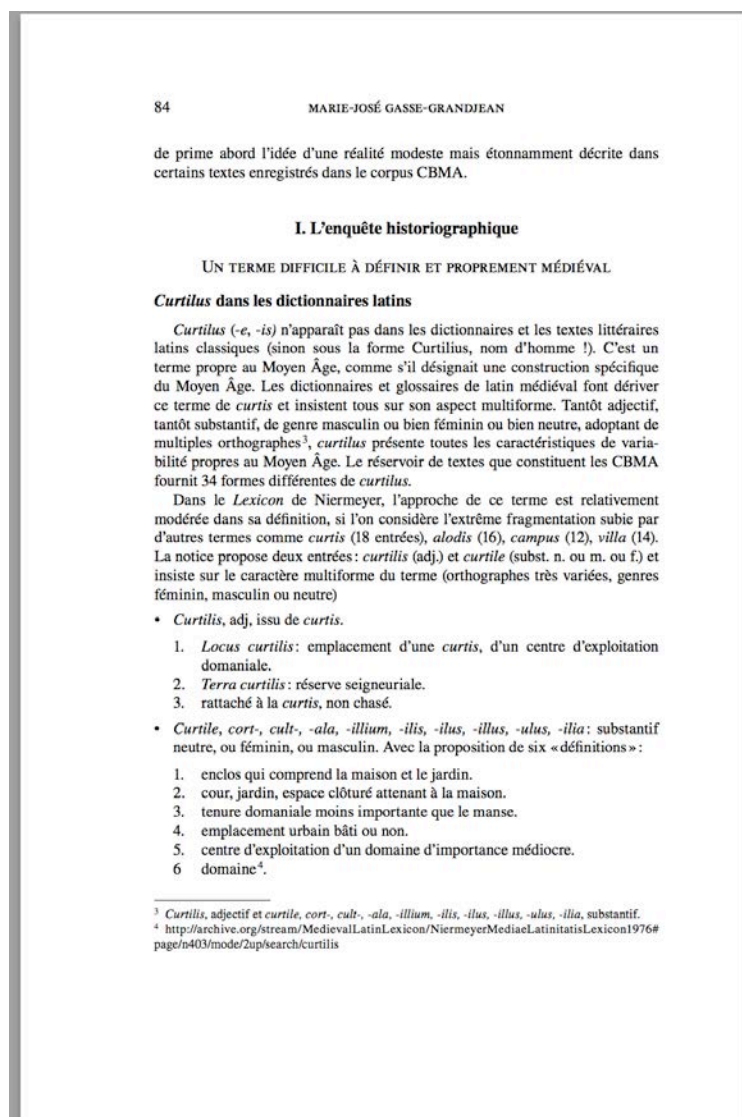 84 MARIE-JOSÉ GASSE-GRANDJEAN
de prime abord l’idée d’une réalité modeste mais étonnamment décrite dans
certains textes enregistrés dans le corpus CBMA.
I. L’enquête historiographique
UN TERME DIFFICILE À DÉFINIR ET PROPREMENT MÉDIÉVAL
Curtilus dans les dictionnaires latins
Curtilus (-e, -is) n’apparaît pas dans les dictionnaires et les textes littéraires
latins classiques (sinon sous la forme Curtilius, nom d’homme !). C’est un
terme propre au Moyen Âge, comme s’il désignait une construction spécifique
du Moyen Âge. Les dictionnaires et glossaires de latin médiéval font dériver
ce terme de curtis et insistent tous sur son aspect multiforme. Tantôt adjectif,
tantôt substantif, de genre masculin ou bien féminin ou bien neutre, adoptant de
multiples orthographes3, curtilus présente toutes les caractéristiques de varia-
bilité propres au Moyen Âge. Le réservoir de textes que constituent les CBMA
fournit 34 formes différentes de curtilus.
Dans le Lexicon de Niermeyer, l’approche de ce terme est relativement
modérée dans sa définition, si l’on considère l’extrême fragmentation subie par
d’autres termes comme curtis (18 entrées), alodis (16), campus (12), villa (14).
La notice propose deux entrées : curtilis (adj.) et curtile (subst. n. ou m. ou f.) et
insiste sur le caractère multiforme du terme (orthographes très variées, genres
féminin, masculin ou neutre)
• Curtilis, adj, issu de curtis.
1. Locus curtilis : emplacement d’une curtis, d’un centre d’exploitation
domaniale.
2. Terra curtilis : réserve seigneuriale.
3. rattaché à la curtis, non chasé.
• Curtile, cort-, cult-, -ala, -illium, -ilis, -ilus, -illus, -ulus, -ilia : substantif
neutre, ou féminin, ou masculin. Avec la proposition de six « définitions » :
1. enclos qui comprend la maison et le jardin.
2. cour, jardin, espace clôturé attenant à la maison.
3. tenure domaniale moins importante que le manse.
4. emplacement urbain bâti ou non.
5. centre d’exploitation d’un domaine d’importance médiocre.
6 domaine4.
3 Curtilis, adjectif et curtile, cort-, cult-, -ala, -illium, -ilis, -ilus, -illus, -ulus, -ilia, substantif.
4 http://archive.org/stream/MedievalLatinLexicon/NiermeyerMediaeLatinitatisLexicon1976#
page/n403/mode/2up/search/curtilis